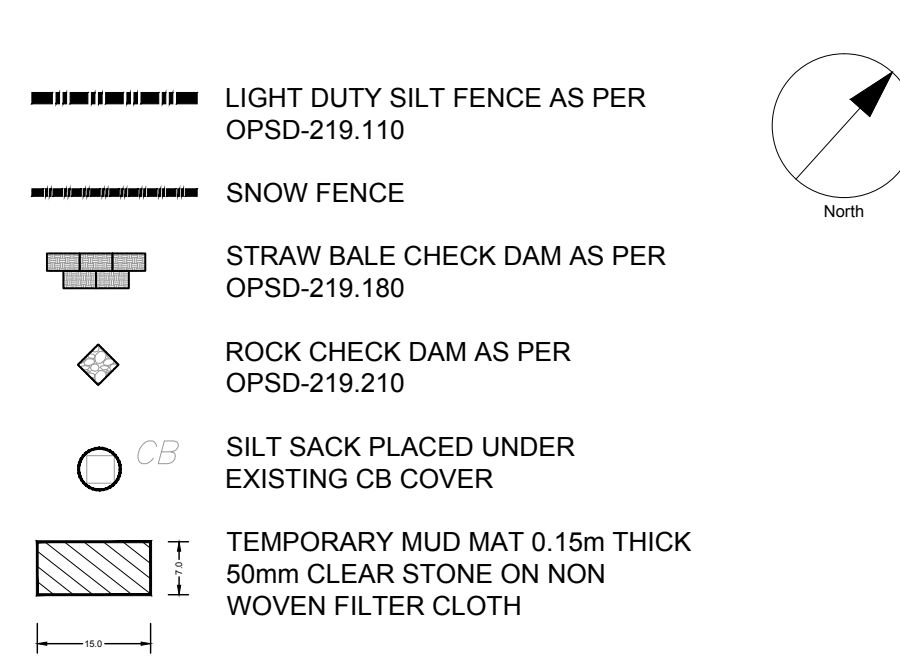 LIGHT DUTY SILT FENCE AS PER
OPSD-219.110
North
SNOW FENCE
STRAW BALE CHECK DAM AS PER
OPSD-219.180
ROCK CHECK DAM AS PER
OPSD-219.210
CB
SILT SACK PLACED UNDER
EXISTING CB COVER
TEMPORARY MUD MAT 0.15m THICK
50mm CLEAR STONE ON NON
WOVEN FILTER CLOTH
7.0
15.0